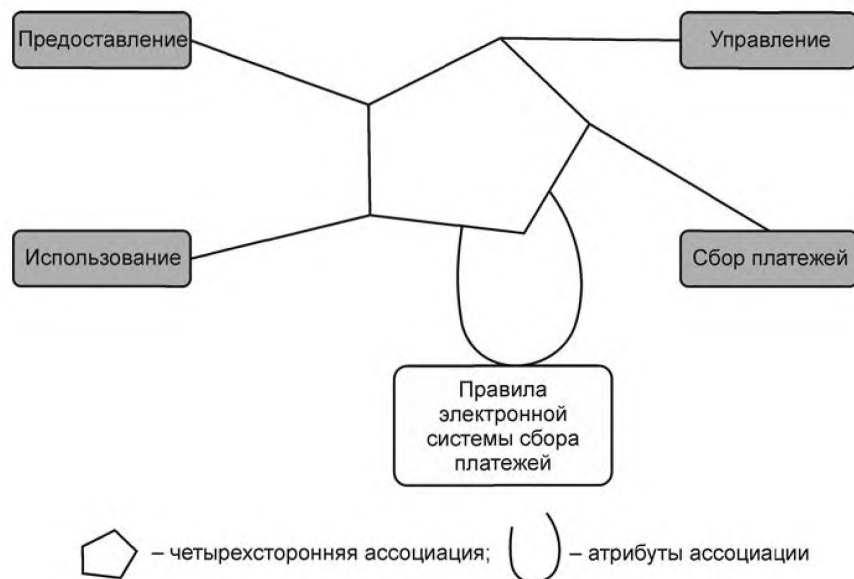 Предоставление
Управление
Использование
Сбор платежей
Правила
электронной
системы сбора
платежей
– четырехсторонняя ассоциация;
– атрибуты ассоциации